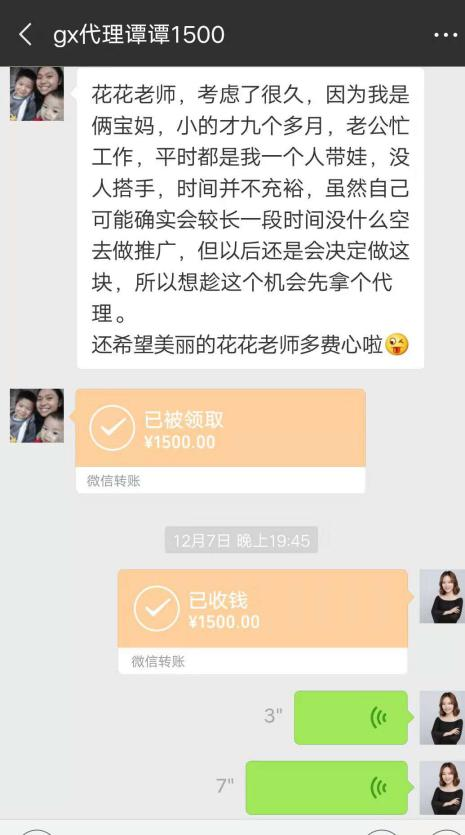 gx代理谭谭1500
花花老师，考虑了很久，因为我是
俩宝妈，小的才九个多月，老公忙
工作，平时都是我一个人带娃，没
人搭手，时间并不充裕，虽然自己
可能确实会较长一段时间没什么空
去做推广，但以后还是会决定做这
块，所以想趁这个机会先拿个代
理。
还希望美丽的花花老师多费心啦
已被领取
¥1500.00
微信转账
12月7日 晚上19:45
已收钱
¥1500.00
微信转账
3"
7"